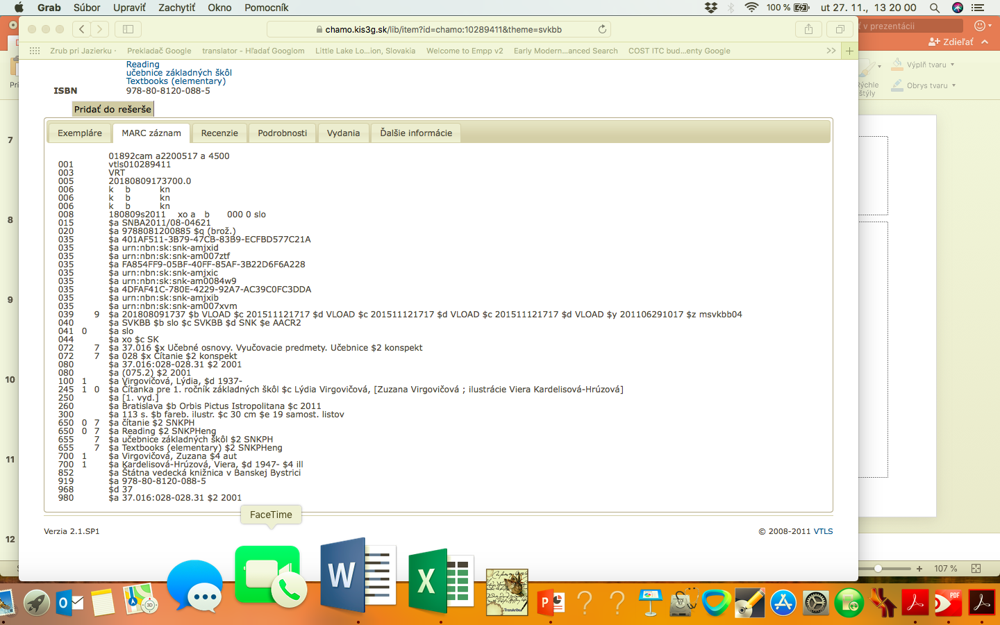 Grab Súbor Upraviť Zachytiť Okno Pomocník 100 % ut 27. 11., 13 20 00
chamo.kis3g.sk/lib/item?id=chamo:10289411&theme=svkbb
ť v prezentácii
Zdieľať
Zrub pri Jazierku · Prekladač Google translator - Hľadať Googlom Little Lake Lo...ion, Slovakia Welcome to Empp v2 Early Modern...anced Search COST ITC bud...enty Google >> +
Výplň tvaru
Obrys tvaru
Reading
učebnice základných škôl
Textbooks (elementary)
ISBN 978-80-8120-088-5
Pridať do rešerše
Exempláre MARC záznam Recenzie Podrobnosti Vydania Ďalšie informácie
01892cam a2200517 a 4500
001 vtls010289411
003 VRT
005 20180809173700.0
006 k b kn
006 k b kn
006 k b kn
008 180809s2011 xo a b 000 0 slo
015 $a SNBA2011/08-04621
020 $a 9788081200885 $q (brož.)
035 $a 401AF511-3B79-47CB-83B9-ECFBD577C21A
035 $a urn:nbn:sk:snk-amjxid
035 $a urn:nbn:sk:snk-am007ztf
035 $a FA854FF9-05BF-40FF-85AF-3B22D6F6A228
035 $a urn:nbn:sk:snk-amjxic
035 $a urn:nbn:sk:snk-am0084w9
035 $a 4DFAF41C-780E-4229-92A7-AC39C0FC3DDA
035 $a urn:nbn:sk:snk-amjxib
035 $a urn:nbn:sk:snk-am007xvm
039 9 $a 201808091737 $b VLOAD $c 201511121717 $d VLOAD $c 201511121717 $d VLOAD $c 201511121717 $d VLOAD $y 201106291017 $z msvkbb04
040 $a SVKBB $b slo $c SVKBB $d SNK $e AACR2
041 0 $a slo
044 $a xo $c SK
072 7 $a 37.016 $x Učebné osnovy. Vyučovacie predmety. Učebnice $2 konspekt
072 7 $a 028 $x Čítanie $2 konspekt
080 $a 37.016:028-028.31 $2 2001
080 $a (075.2) $2 2001
100 1 $a Virgovičová, Lýdia, $d 1937-
245 1 0 $a Čítanka pre 1. ročník základných škôl $c Lýdia Virgovičová, [Zuzana Virgovičová ; ilustrácie Viera Kardelisová-Hrúzová]
250 $a [1. vyd.]
260 $a Bratislava $b Orbis Pictus Istropolitana $c 2011
300 $a 113 s. $b fareb. ilustr. $c 30 cm $e 19 samost. listov
650 0 7 $a čítanie $2 SNKPH
650 0 7 $a Reading $2 SNKPHeng
655 7 $a učebnice základných škôl $2 SNKPH
655 7 $a Textbooks (elementary) $2 SNKPHeng
700 1 $a Virgovičová, Zuzana $4 aut
700 1 $a Kardelisová-Hrúzová, Viera, $d 1947- $4 ill
852 $a Štátna vedecká knižnica v Banskej Bystrici
919 $a 978-80-8120-088-5
968 $d 37
980 $a 37.016:028-028.31 $2 2001
FaceTime
Verzia 2.1.SP1 © 2008-2011 VTLS
7
8
9
10
11
12
107 %